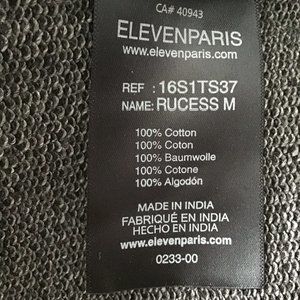 CA# 40943
ELEVENPARIS
www.elevenparis.com
REF : 16S1TS37
NAME: RUCESS M
100% Cotton
100% Coton
100% Baumwolle
100% Cotone
100% Algodón
MADE IN INDIA
FABRIQUÉ EN INDIA
HECHO EN INDIA
www.elevenparis.com
0233-00